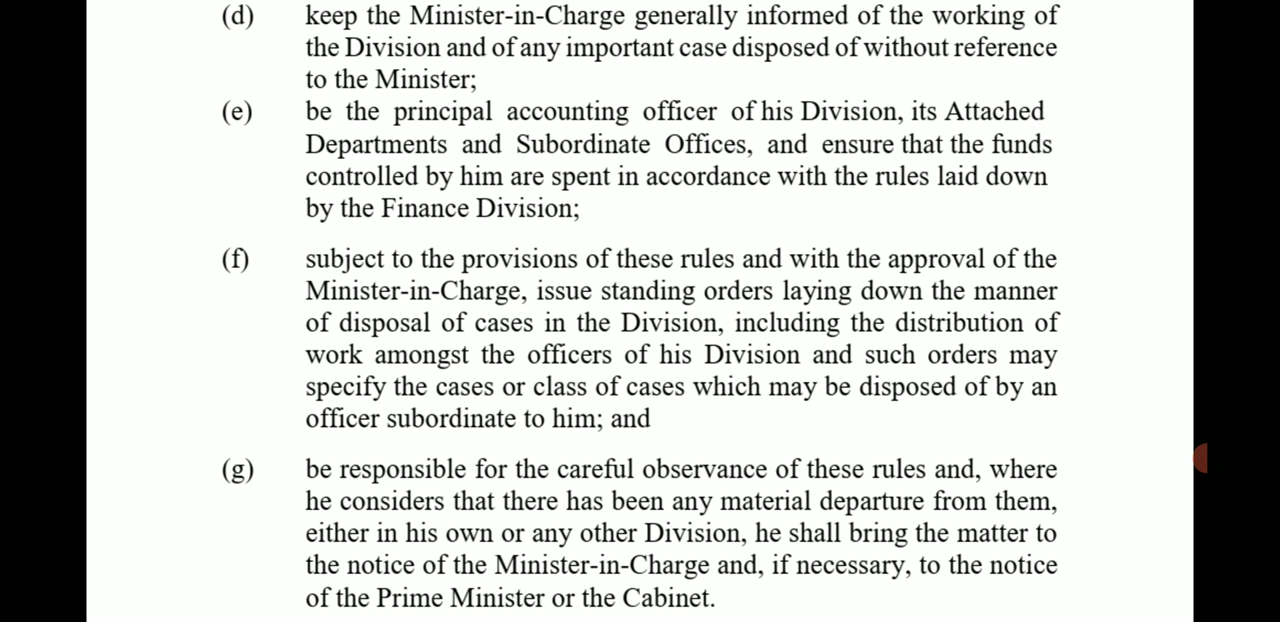 (d) keep the Minister-in-Charge generally informed of the working of
the Division and of any important case disposed of without reference
to the Minister;
(e) be the principal accounting officer of his Division, its Attached
Departments and Subordinate Offices, and ensure that the funds
controlled by him are spent in accordance with the rules laid down
by the Finance Division;
(f) subject to the provisions of these rules and with the approval of the
Minister-in-Charge, issue standing orders laying down the manner
of disposal of cases in the Division, including the distribution of
work amongst the officers of his Division and such orders may
specify the cases or class of cases which may be disposed of by an
officer subordinate to him; and
(g) be responsible for the careful observance of these rules and, where
he considers that there has been any material departure from them,
either in his own or any other Division, he shall bring the matter to
the notice of the Minister-in-Charge and, if necessary, to the notice
of the Prime Minister or the Cabinet.